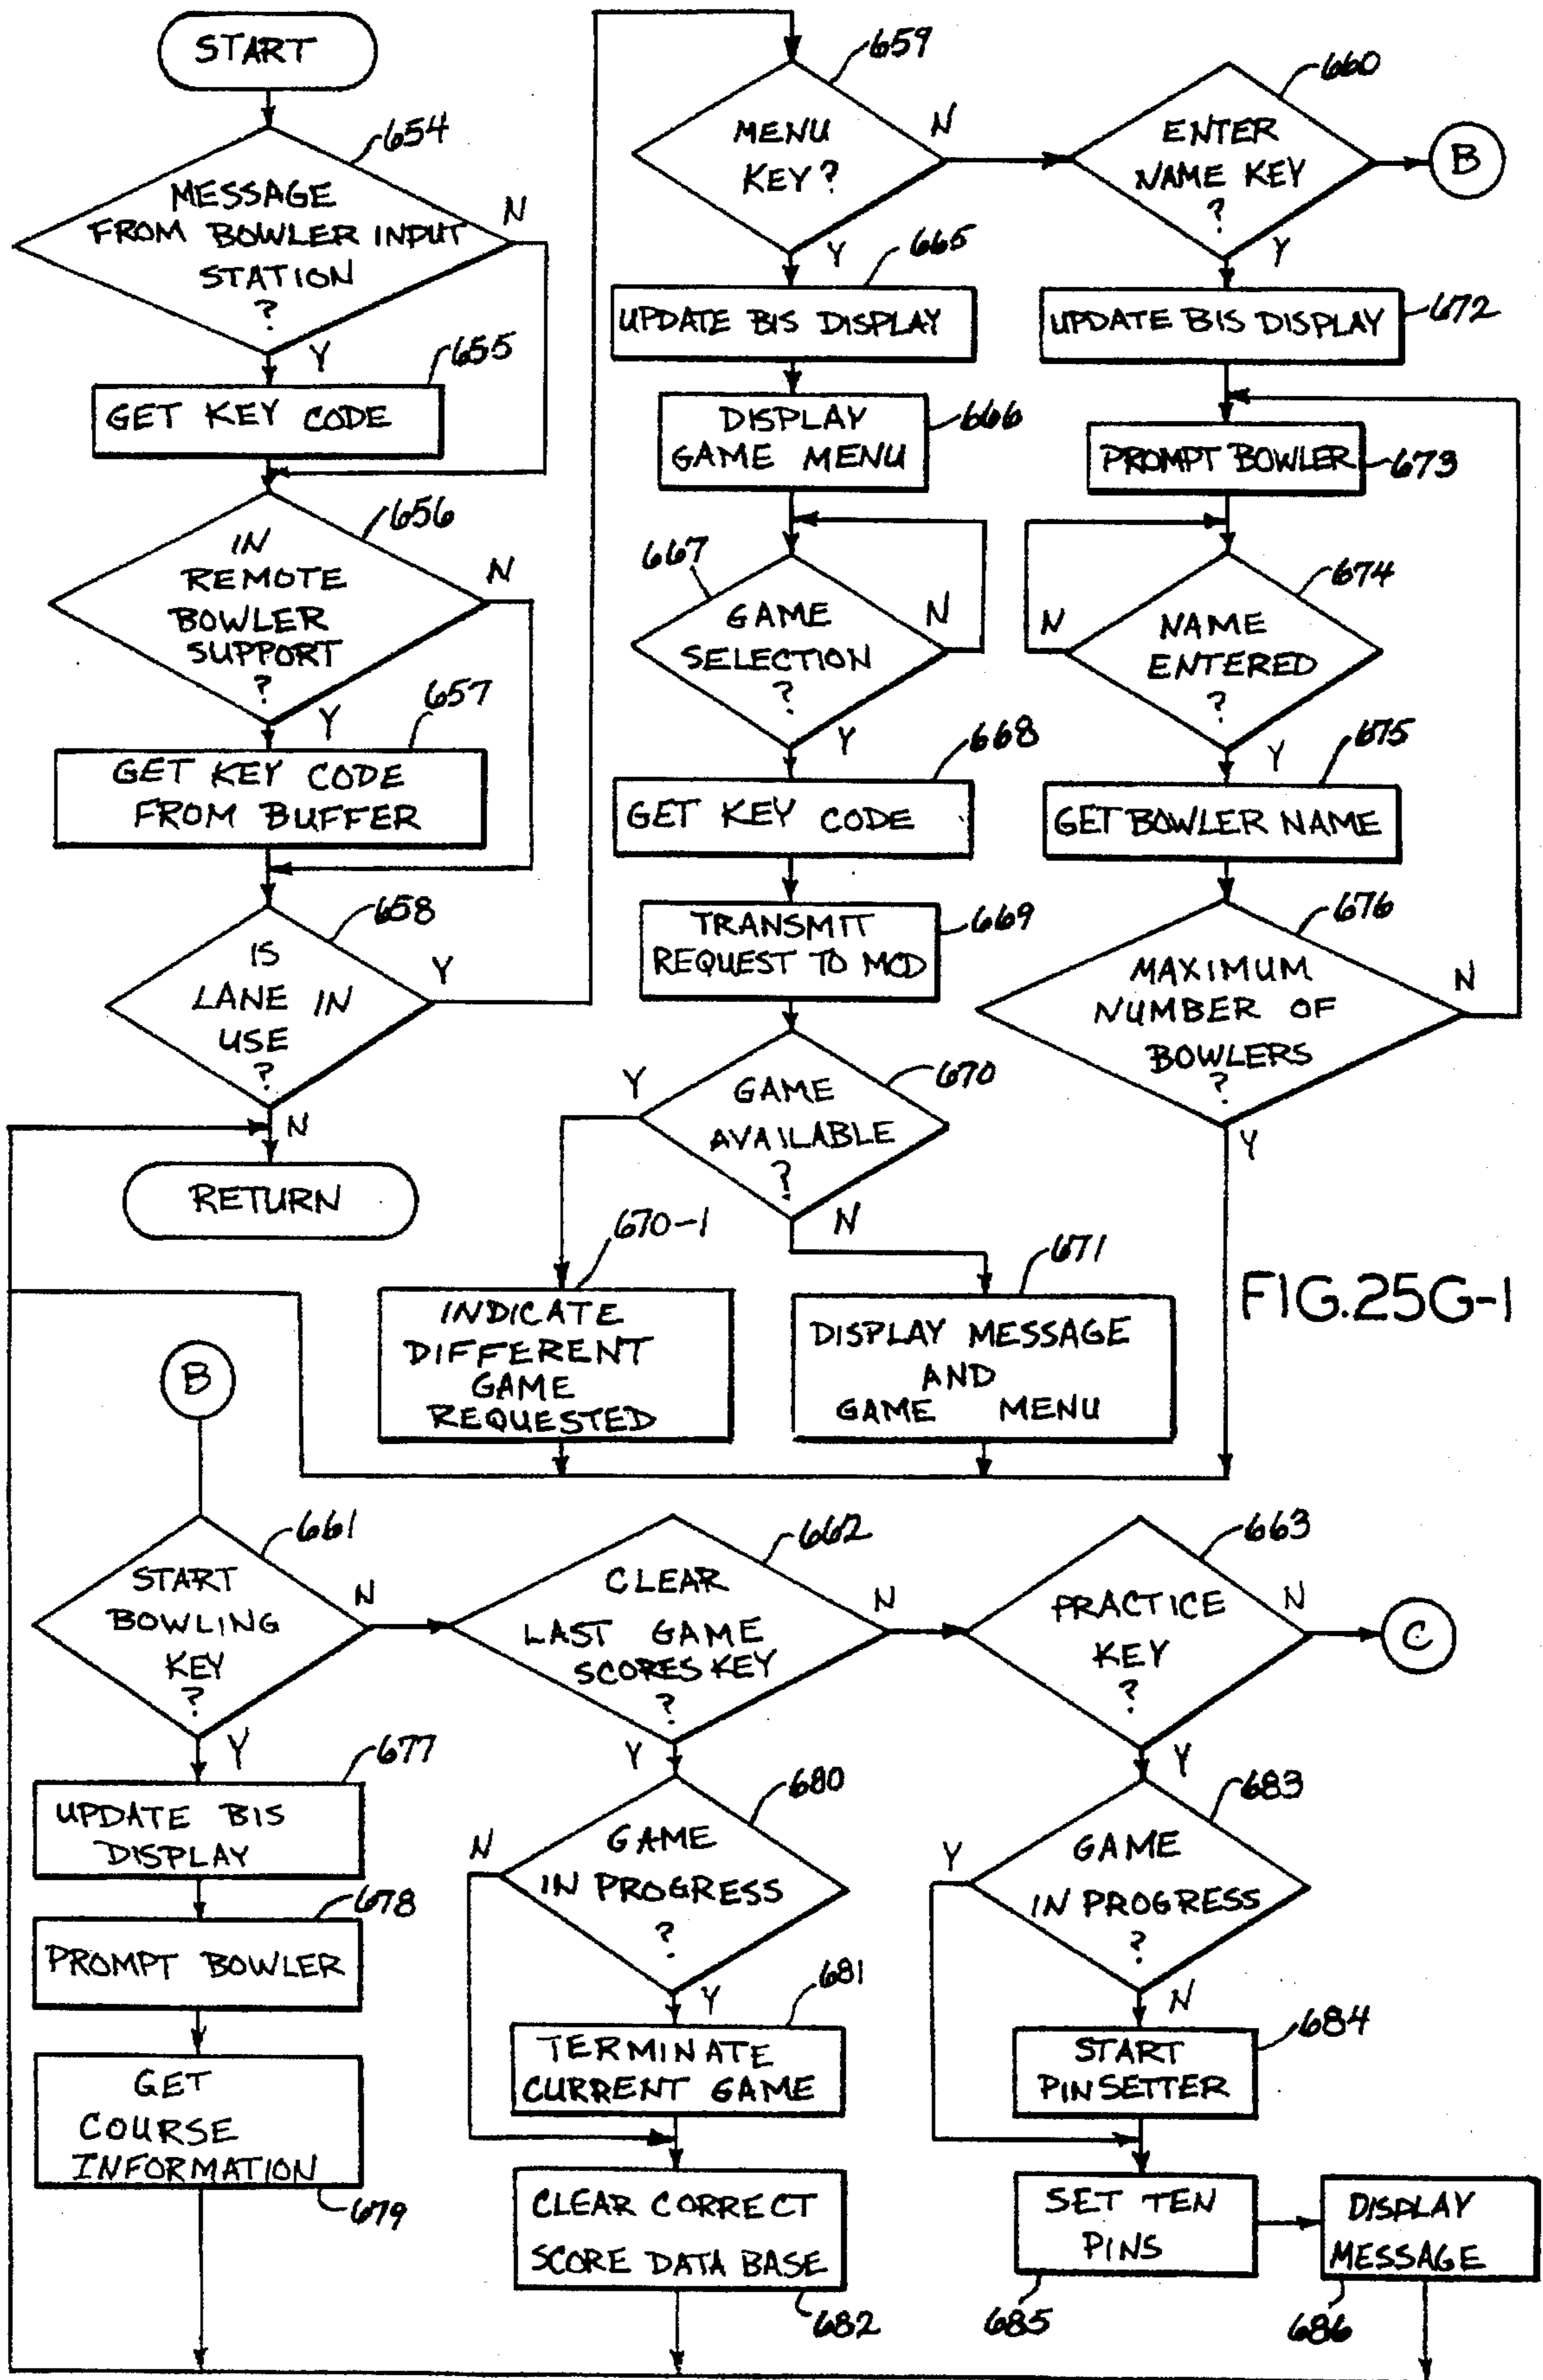 START
654
MESSAGE
FROM BOWLER INPUT
STATION
?
N
Y
655
GET KEY CODE
656
IN
REMOTE
BOWLER
SUPPORT
?
N
Y
657
GET KEY CODE
FROM BUFFER
658
IS
LANE IN
USE
?
Y
N
RETURN
659
MENU
KEY?
N
Y
665
UPDATE BIS DISPLAY
DISPLAY
GAME MENU
666
667
GAME
SELECTION
?
N
Y
668
GET KEY CODE
TRANSMIT
REQUEST TO MCD
669
670
GAME
AVAILABLE
?
Y
N
670-1
INDICATE
DIFFERENT
GAME
REQUESTED
671
DISPLAY MESSAGE
AND
GAME MENU
660
ENTER
NAME KEY
?
B
Y
UPDATE BIS DISPLAY
672
PROMPT BOWLER
673
674
NAME
ENTERED
?
N
Y
675
GET BOWLER NAME
676
MAXIMUM
NUMBER OF
BOWLERS
?
N
Y
FIG.25G-1
B
661
START
BOWLING
KEY
?
N
Y
677
UPDATE BIS
DISPLAY
678
PROMPT BOWLER
GET
COURSE
INFORMATION
679
662
CLEAR
LAST GAME
SCORES KEY
?
N
Y
680
GAME
IN PROGRESS
?
N
Y
681
TERMINATE
CURRENT GAME
CLEAR CORRECT
SCORE DATA BASE
682
663
PRACTICE
KEY
?
N
C
Y
683
GAME
IN PROGRESS
?
Y
N
684
START
PINSETTER
SET TEN
PINS
685
DISPLAY
MESSAGE
686